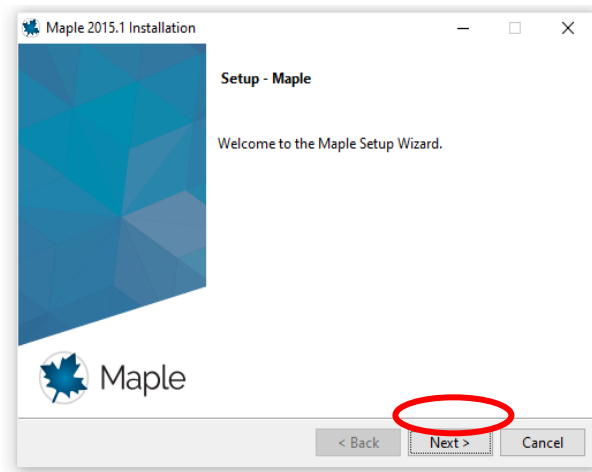 Maple 2015.1 Installation
Setup - Maple
Welcome to the Maple Setup Wizard.
Maple
< Back Next > Cancel